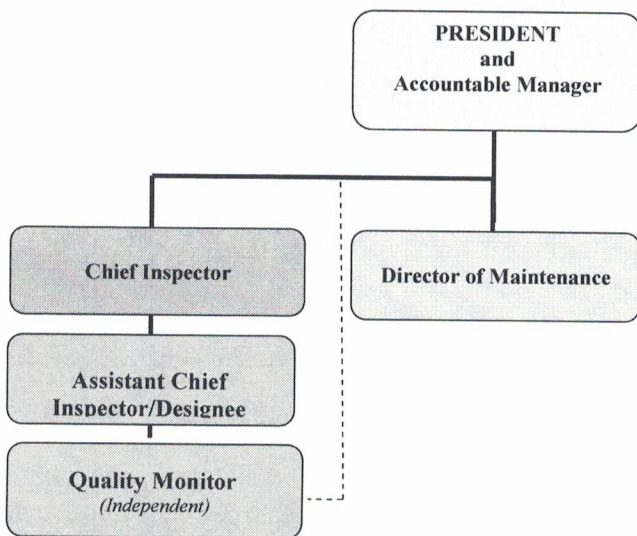 PRESIDENT
and
Accountable Manager
Chief Inspector
Director of Maintenance
Assistant Chief
Inspector/Designee
Quality Monitor
(Independent)